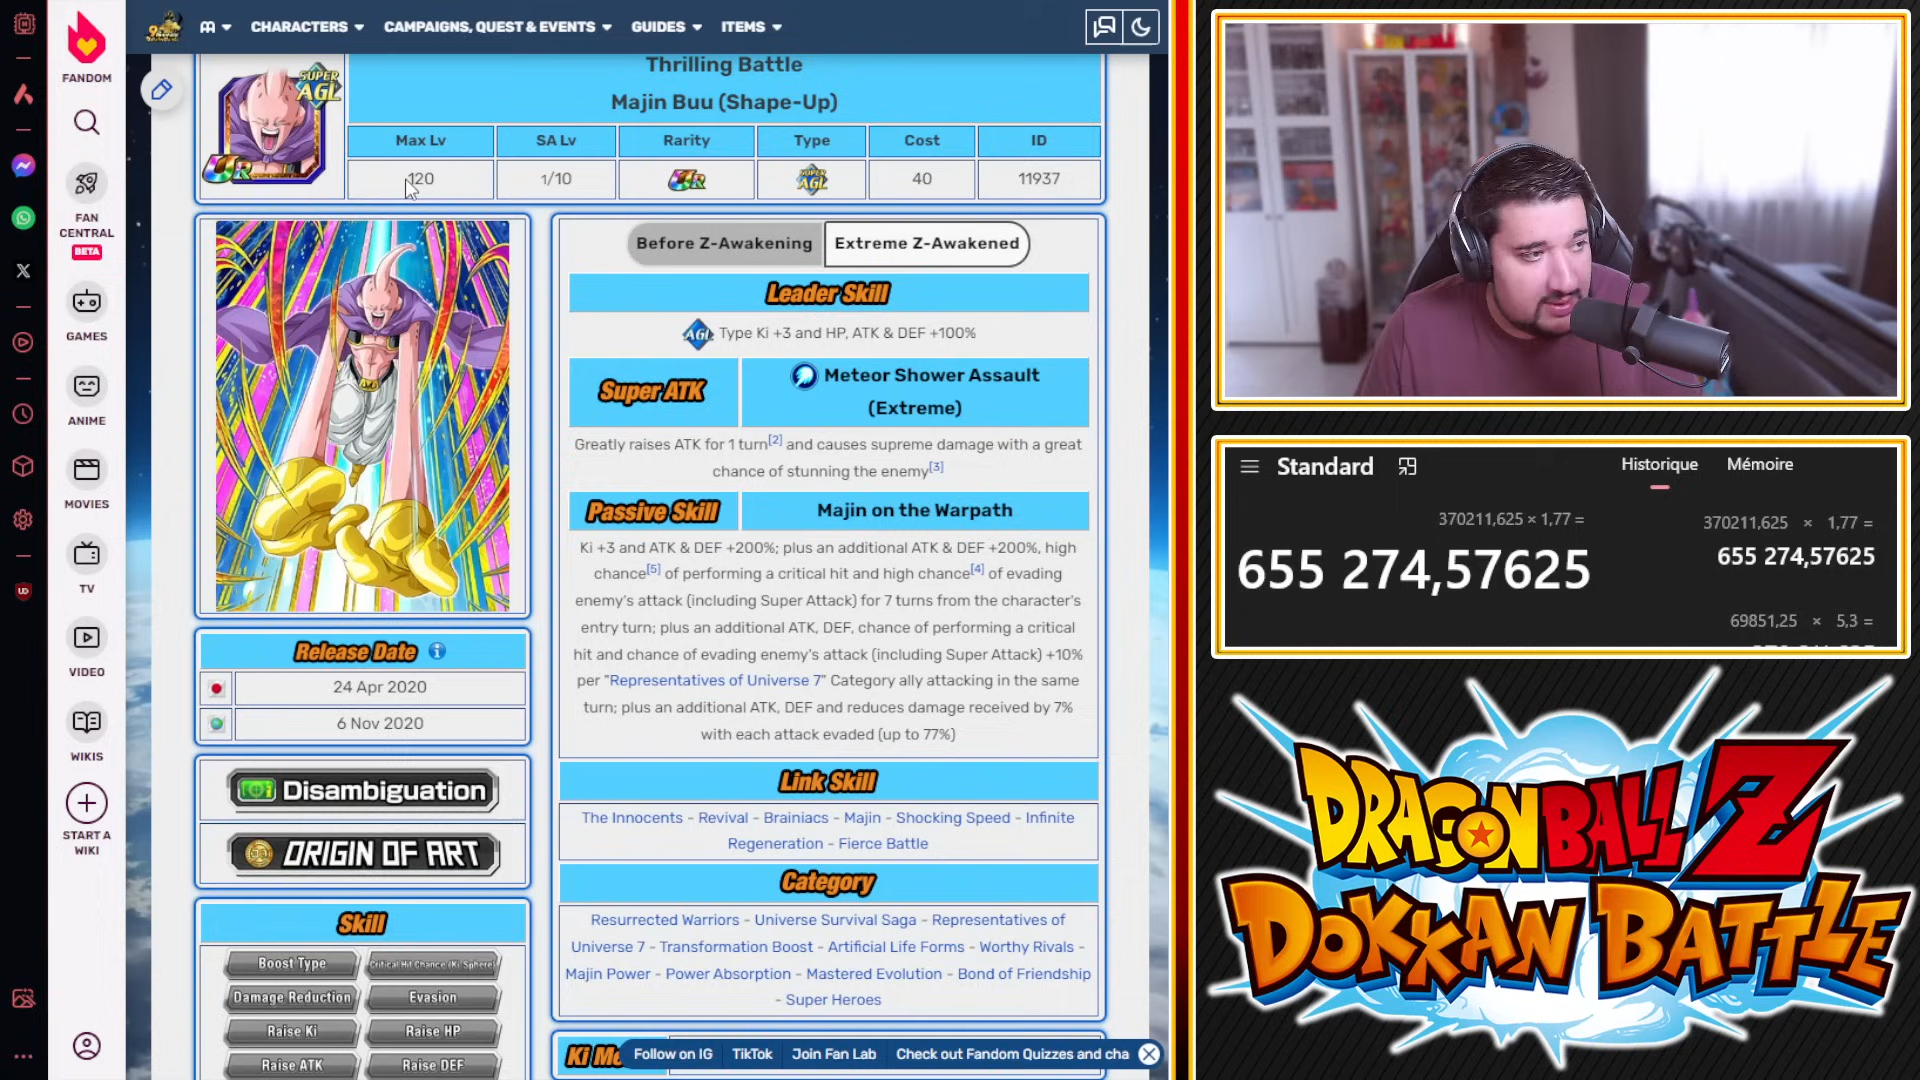 FANDOM
FAN
CENTRAL
BETA
GAMES
ANIME
MOVIES
TV
VIDEO
WIKIS
START A
WIKI
X
CHARACTERS
CAMPAIGNS, QUEST & EVENTS
GUIDES
ITEMS
Thrilling Battle
Majin Buu (Shape-Up)
SUPER
AGL
UR
Max Lv
SA Lv
Rarity
Type
Cost
ID
120
1/10
UR
SUPER AGL
40
11937
Before Z-Awakening
Extreme Z-Awakened
Leader Skill
AGL Type Ki +3 and HP, ATK & DEF +100%
Super ATK
Meteor Shower Assault
(Extreme)
Greatly raises ATK for 1 turn[2] and causes supreme damage with a great
chance of stunning the enemy[3]
Passive Skill
Majin on the Warpath
Ki +3 and ATK & DEF +200%; plus an additional ATK & DEF +200%, high
chance[5] of performing a critical hit and high chance[4] of evading
enemy's attack (including Super Attack) for 7 turns from the character's
entry turn; plus an additional ATK, DEF, chance of performing a critical
hit and chance of evading enemy's attack (including Super Attack) +10%
per "Representatives of Universe 7" Category ally attacking in the same
turn; plus an additional ATK, DEF and reduces damage received by 7%
with each attack evaded (up to 77%)
Link Skill
The Innocents - Revival - Brainiacs - Majin - Shocking Speed - Infinite
Regeneration - Fierce Battle
Category
Resurrected Warriors - Universe Survival Saga - Representatives of
Universe 7 - Transformation Boost - Artificial Life Forms - Worthy Rivals -
Majin Power - Power Absorption - Mastered Evolution - Bond of Friendship
- Super Heroes
Release Date
24 Apr 2020
6 Nov 2020
Disambiguation
ORIGIN OF ART
Skill
Boost Type
Critical Hit Chance (Ki Sphere)
Damage Reduction
Evasion
Raise Ki
Raise HP
Raise ATK
Raise DEF
Follow on IG
TikTok
Join Fan Lab
Check out Fandom Quizzes and cha
Standard
Historique
Mémoire
370211,625 × 1,77 =
655 274,57625
370211,625 × 1,77 =
655 274,57625
69851,25 × 5,3 =
DRAGON BALL Z
DOKKAN BATTLE